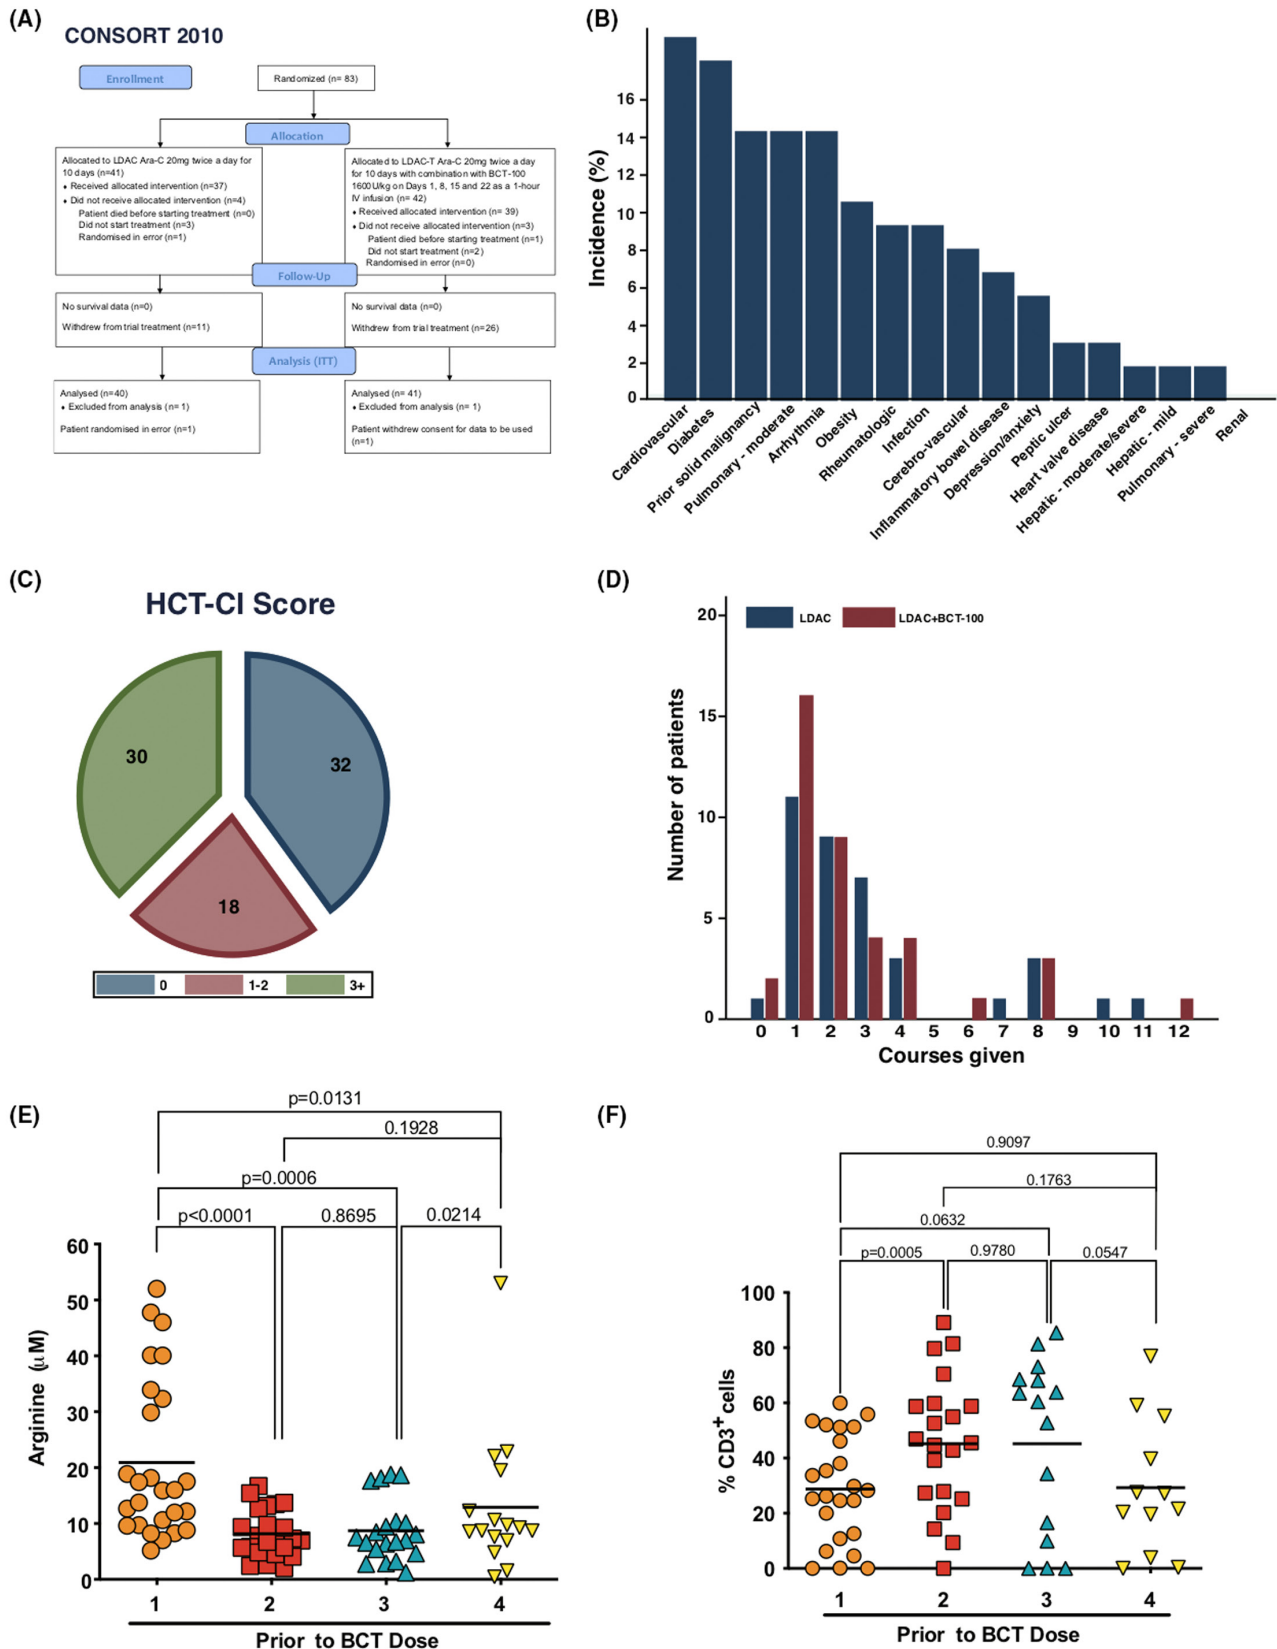 (A)
CONSORT 2010
Enrollment
Randomized (n= 83)
Allocation
Allocated to LDAC Ara-C 20mg twice a day for
10 days (n=41)
♦ Received allocated intervention (n=37)
♦ Did not receive allocated intervention (n=4)
Patient died before starting treatment (n=0)
Did not start treatment (n=3)
Randomised in error (n=1)
Allocated to LDAC-T Ara-C 20mg twice a day
for 10 days with combination with BCT-100
1600U/kg on Days 1, 8, 15 and 22 as a 1-hour
IV infusion (n= 42)
♦ Received allocated intervention (n= 39)
♦ Did not receive allocated intervention (n=3)
Patient died before starting treatment (n=1)
Did not start treatment (n=2)
Randomised in error (n=0)
Follow-Up
No survival data (n=0)
Withdrew from trial treatment (n=11)
No survival data (n=0)
Withdrew from trial treatment (n=26)
Analysis (ITT)
Analysed (n=40)
♦ Excluded from analysis (n= 1)
Patient randomised in error (n=1)
Analysed (n= 41)
♦ Excluded from analysis (n= 1)
Patient withdrew consent for data to be used
(n=1)
(B)
Incidence (%)
16
14
12
10
8
6
4
2
0
Cardiovascular
Diabetes
Prior solid malignancy
Pulmonary - moderate
Arrhythmia
Obesity
Rheumatologic
Infection
Cerebro-vascular
Inflammatory bowel disease
Depression/anxiety
Peptic ulcer
Heart valve disease
Hepatic - moderate/severe
Hepatic - mild
Pulmonary - severe
Renal
(C)
HCT-CI Score
30
32
18
0
1-2
3+
(D)
LDAC
LDAC+BCT-100
Number of patients
20
15
10
5
0
0 1 2 3 4 5 6 7 8 9 10 11 12
Courses given
(E)
p=0.0131
0.1928
p=0.0006
p<0.0001
0.8695
0.0214
Arginine (μM)
60
50
40
30
20
10
0
1 2 3 4
Prior to BCT Dose
(F)
0.9097
0.1763
0.0632
p=0.0005
0.9780
0.0547
% CD3+ cells
100
80
60
40
20
0
1 2 3 4
Prior to BCT Dose